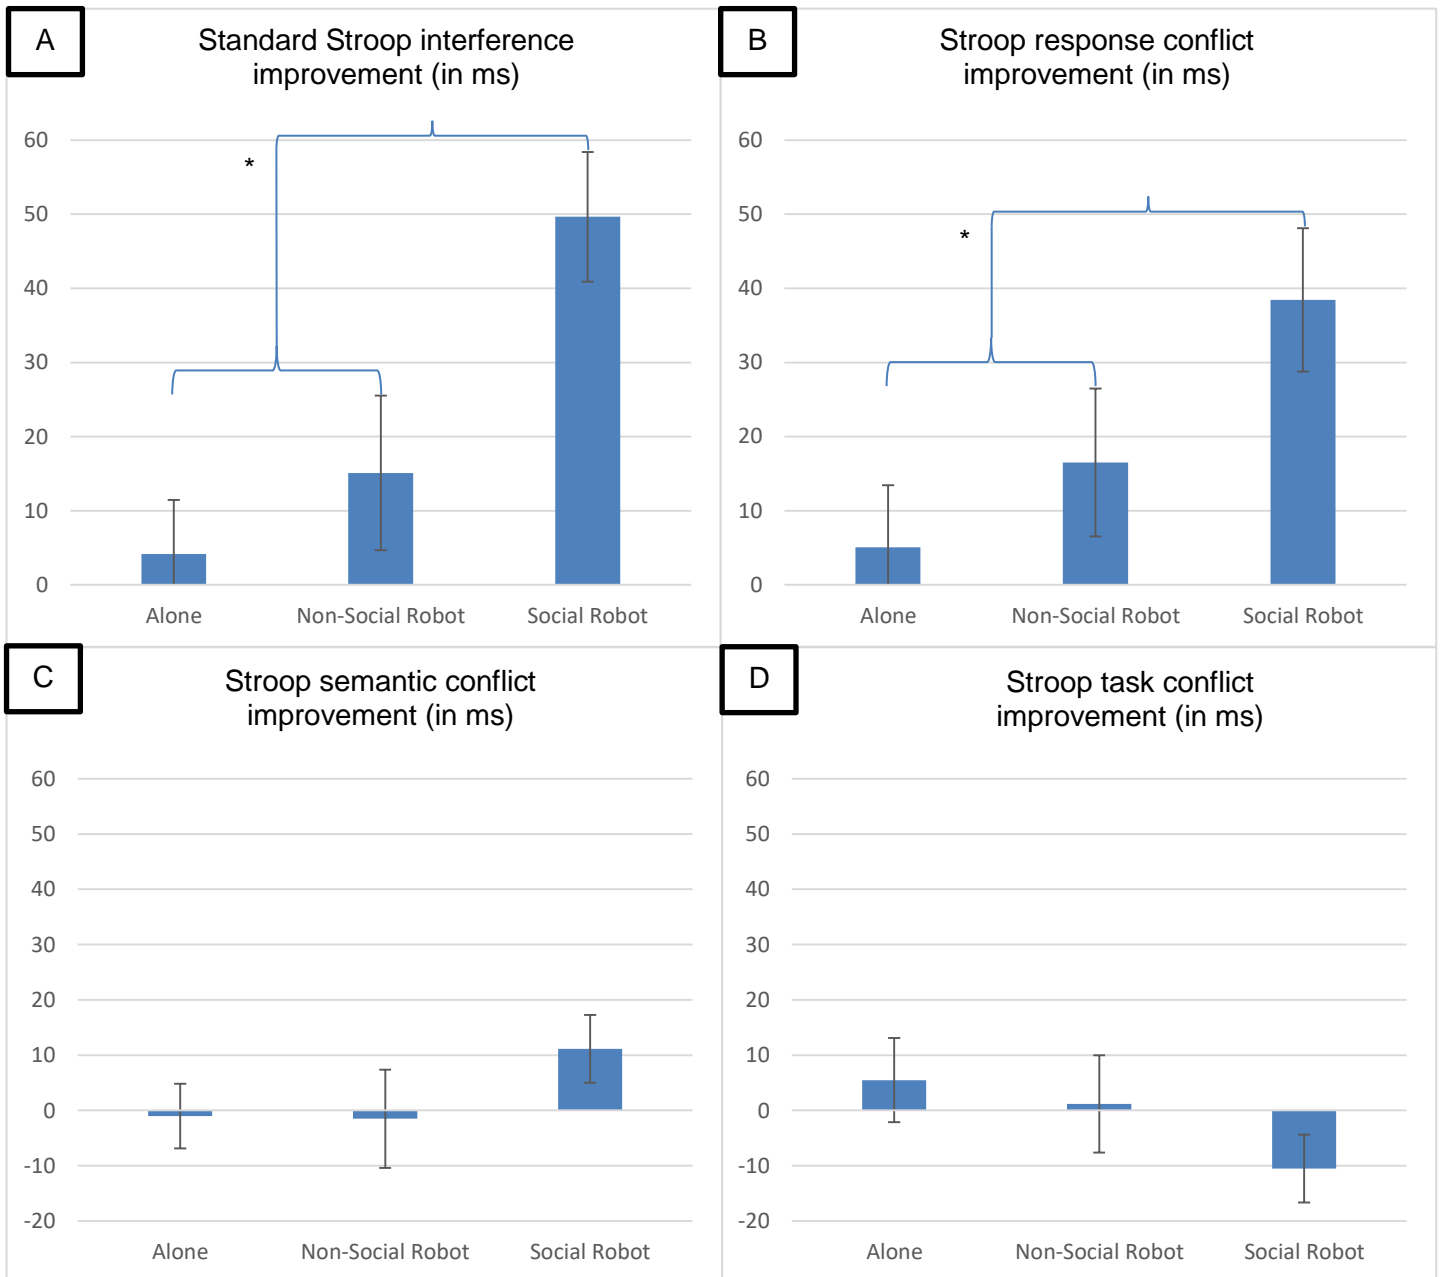 A
Standard Stroop interference
improvement (in ms)
60
50
40
30
20
10
0
*
Alone
Non-Social Robot
Social Robot
B
Stroop response conflict
improvement (in ms)
60
50
40
30
20
10
0
*
Alone
Non-Social Robot
Social Robot
C
Stroop semantic conflict
improvement (in ms)
60
50
40
30
20
10
0
-10
-20
Alone
Non-Social Robot
Social Robot
D
Stroop task conflict
improvement (in ms)
60
50
40
30
20
10
0
-10
-20
Alone
Non-Social Robot
Social Robot